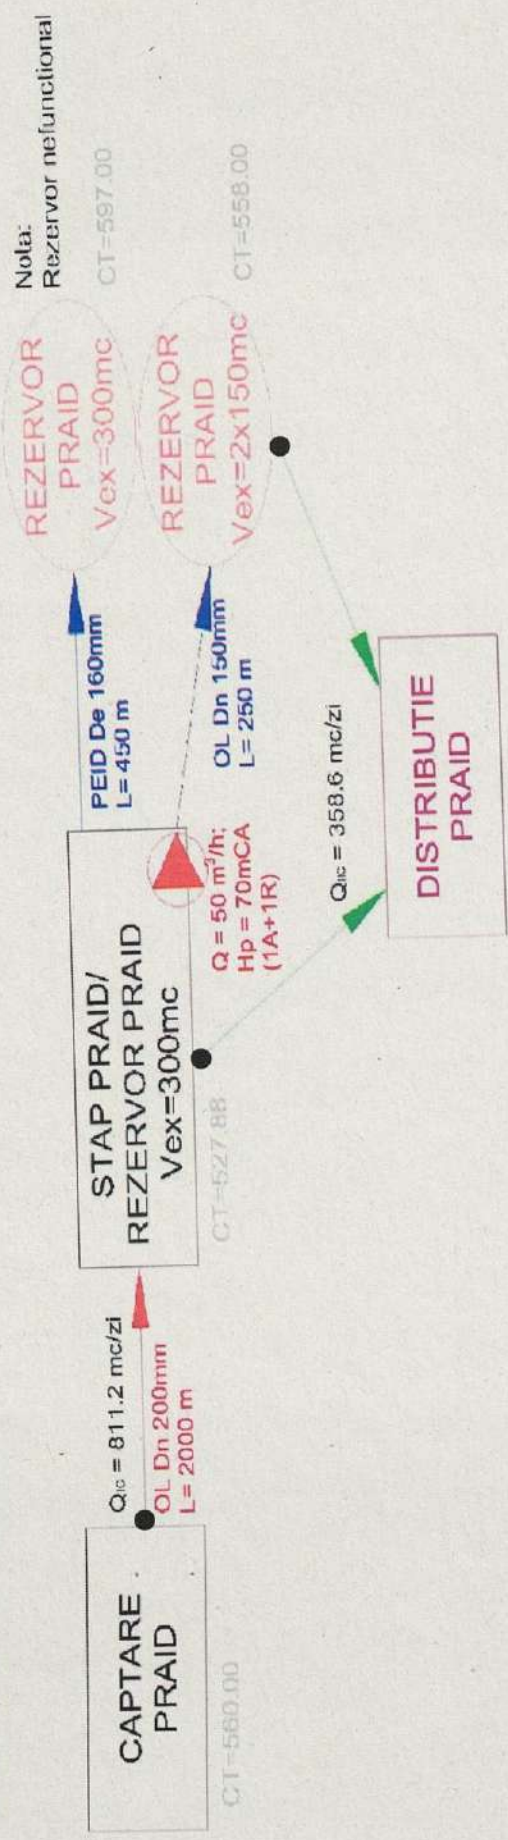 CAPTARE
PRAID
CT=560.00
QIIC = 811.2 mc/zi
OL Dn 200mm
L= 2000 m
STAP PRAID/
REZERVOR PRAID
Vex=300mc
CT=527.88
Q = 50 m³/h;
Hp = 70mCA
(1A+1R)
PEID De 160mm
L= 450 m
OL Dn 150mm
L= 250 m
QIIC = 358.6 mc/zi
DISTRIBUTIE
PRAID
REZERVOR
PRAID
Vex=300mc
CT=597.00
REZERVOR
PRAID
Vex=2x150mc
CT=558.00
Nota:
Rezervor nefunctional